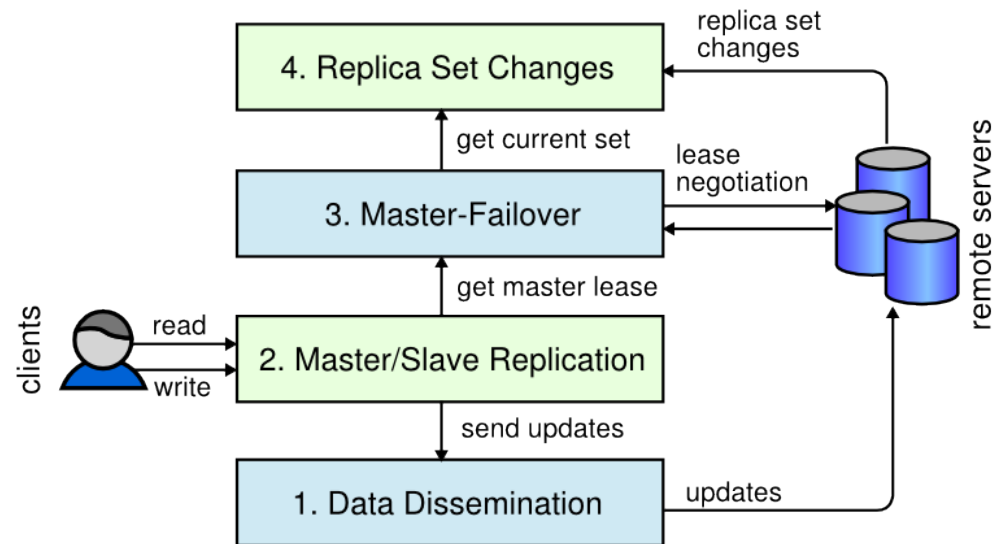 replica set
changes
4. Replica Set Changes
get current set
lease
negotiation
3. Master-Failover
remote servers
get master lease
clients
read
2. Master/Slave Replication
write
send updates
1. Data Dissemination
updates